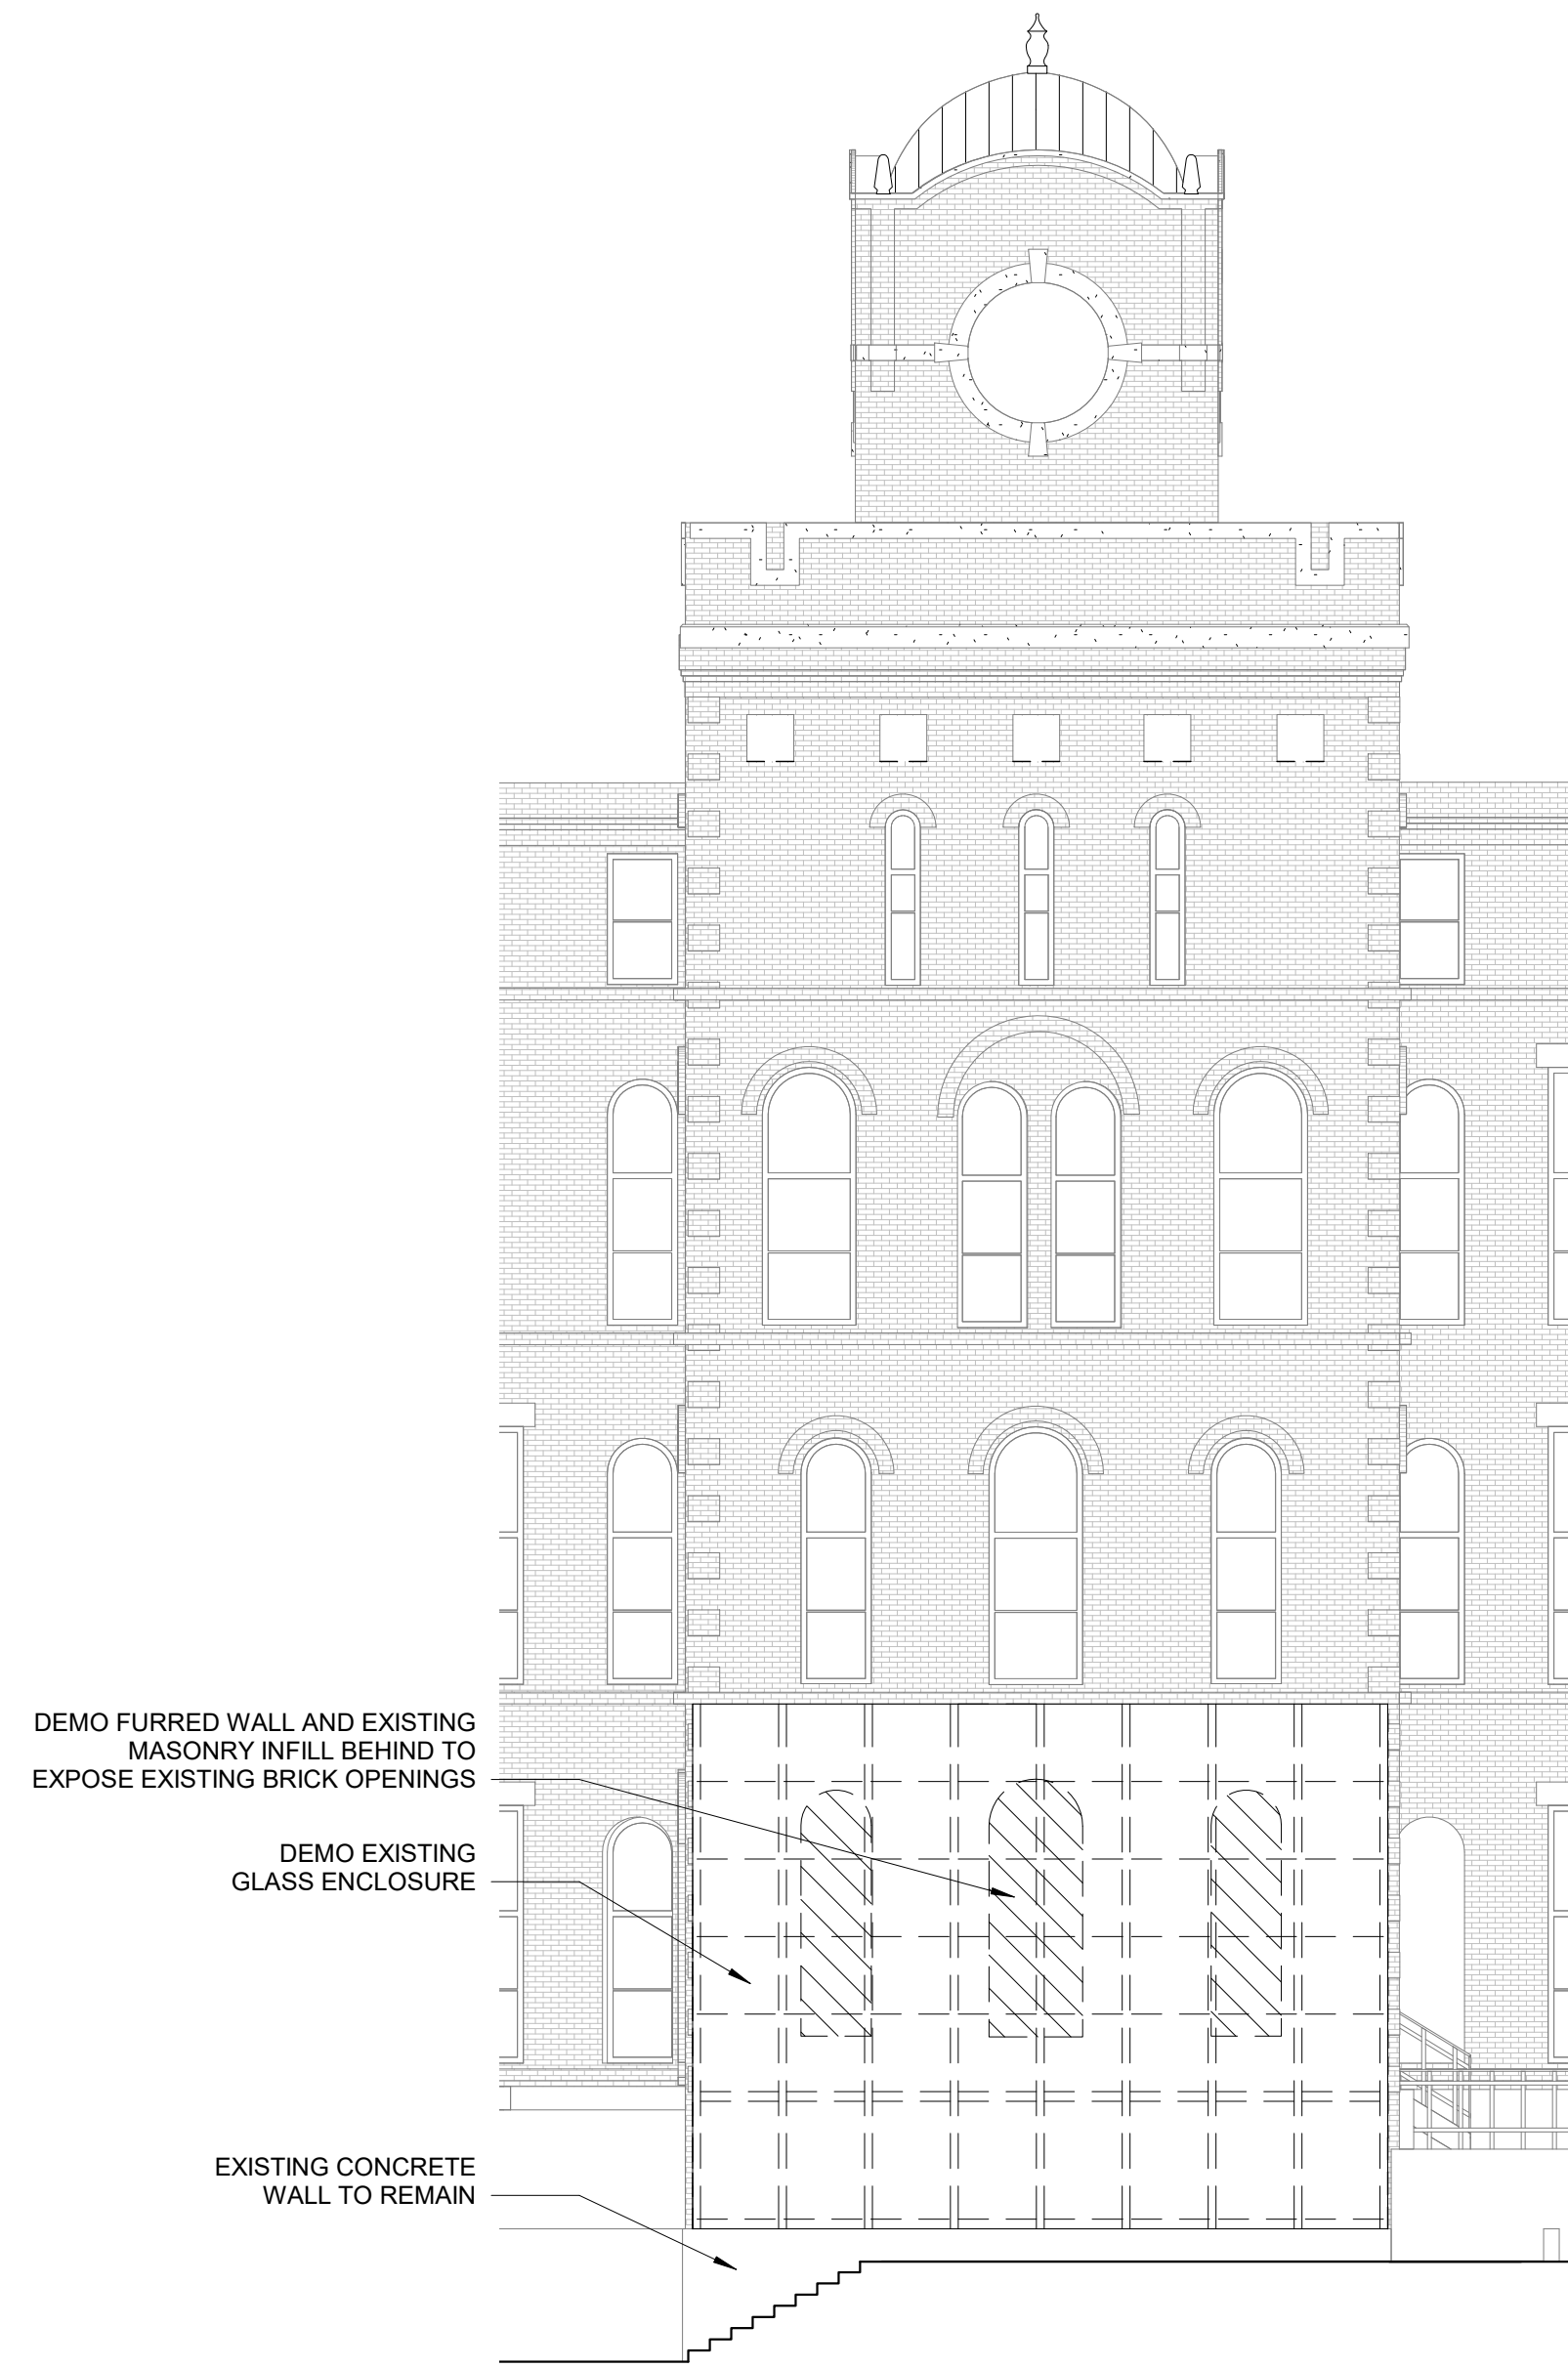 DEMO FURRED WALL AND EXISTING
MASONRY INFILL BEHIND TO
EXPOSE EXISTING BRICK OPENINGS
DEMO EXISTING
GLASS ENCLOSURE
EXISTING CONCRETE
WALL TO REMAIN